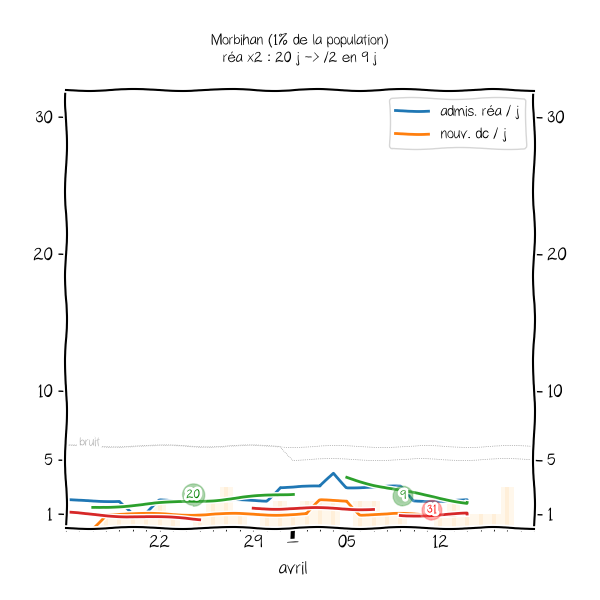 Morbihan (1% de la population)
réa x2 : 20 j -> /2 en 9 j
admis. réa / j
nouv. dc / j
30
30
20
20
10
10
bruit
5
5
20
9
31
1
1
22
29
05
12
avril